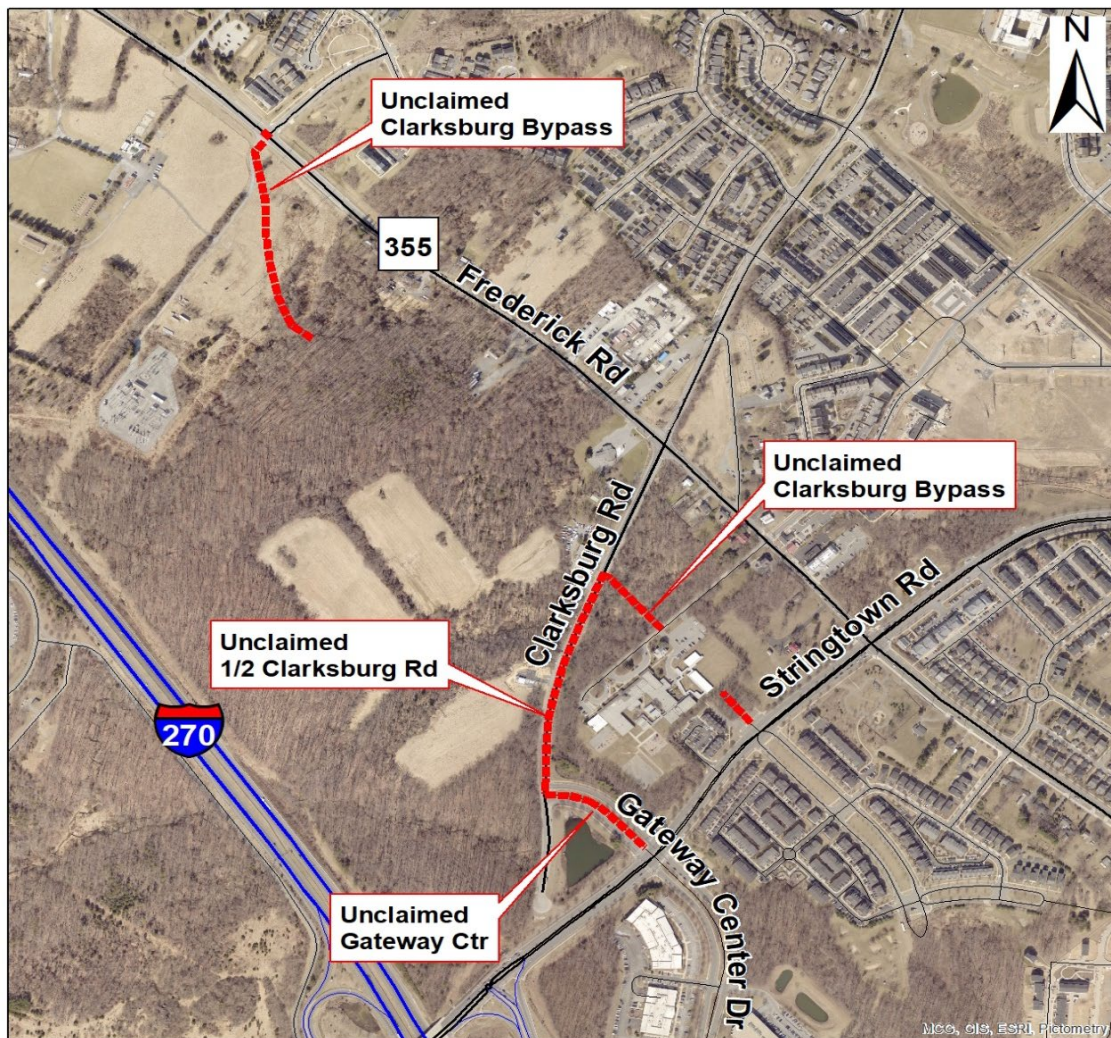 N
Unclaimed
Clarksburg Bypass
355
Frederick Rd
Unclaimed
Clarksburg Bypass
Clarksburg Rd
Stringtown Rd
Unclaimed
1/2 Clarksburg Rd
270
Gateway Center Dr
Unclaimed
Gateway Ctr
MCG, GIS, ESRI, Pictometry